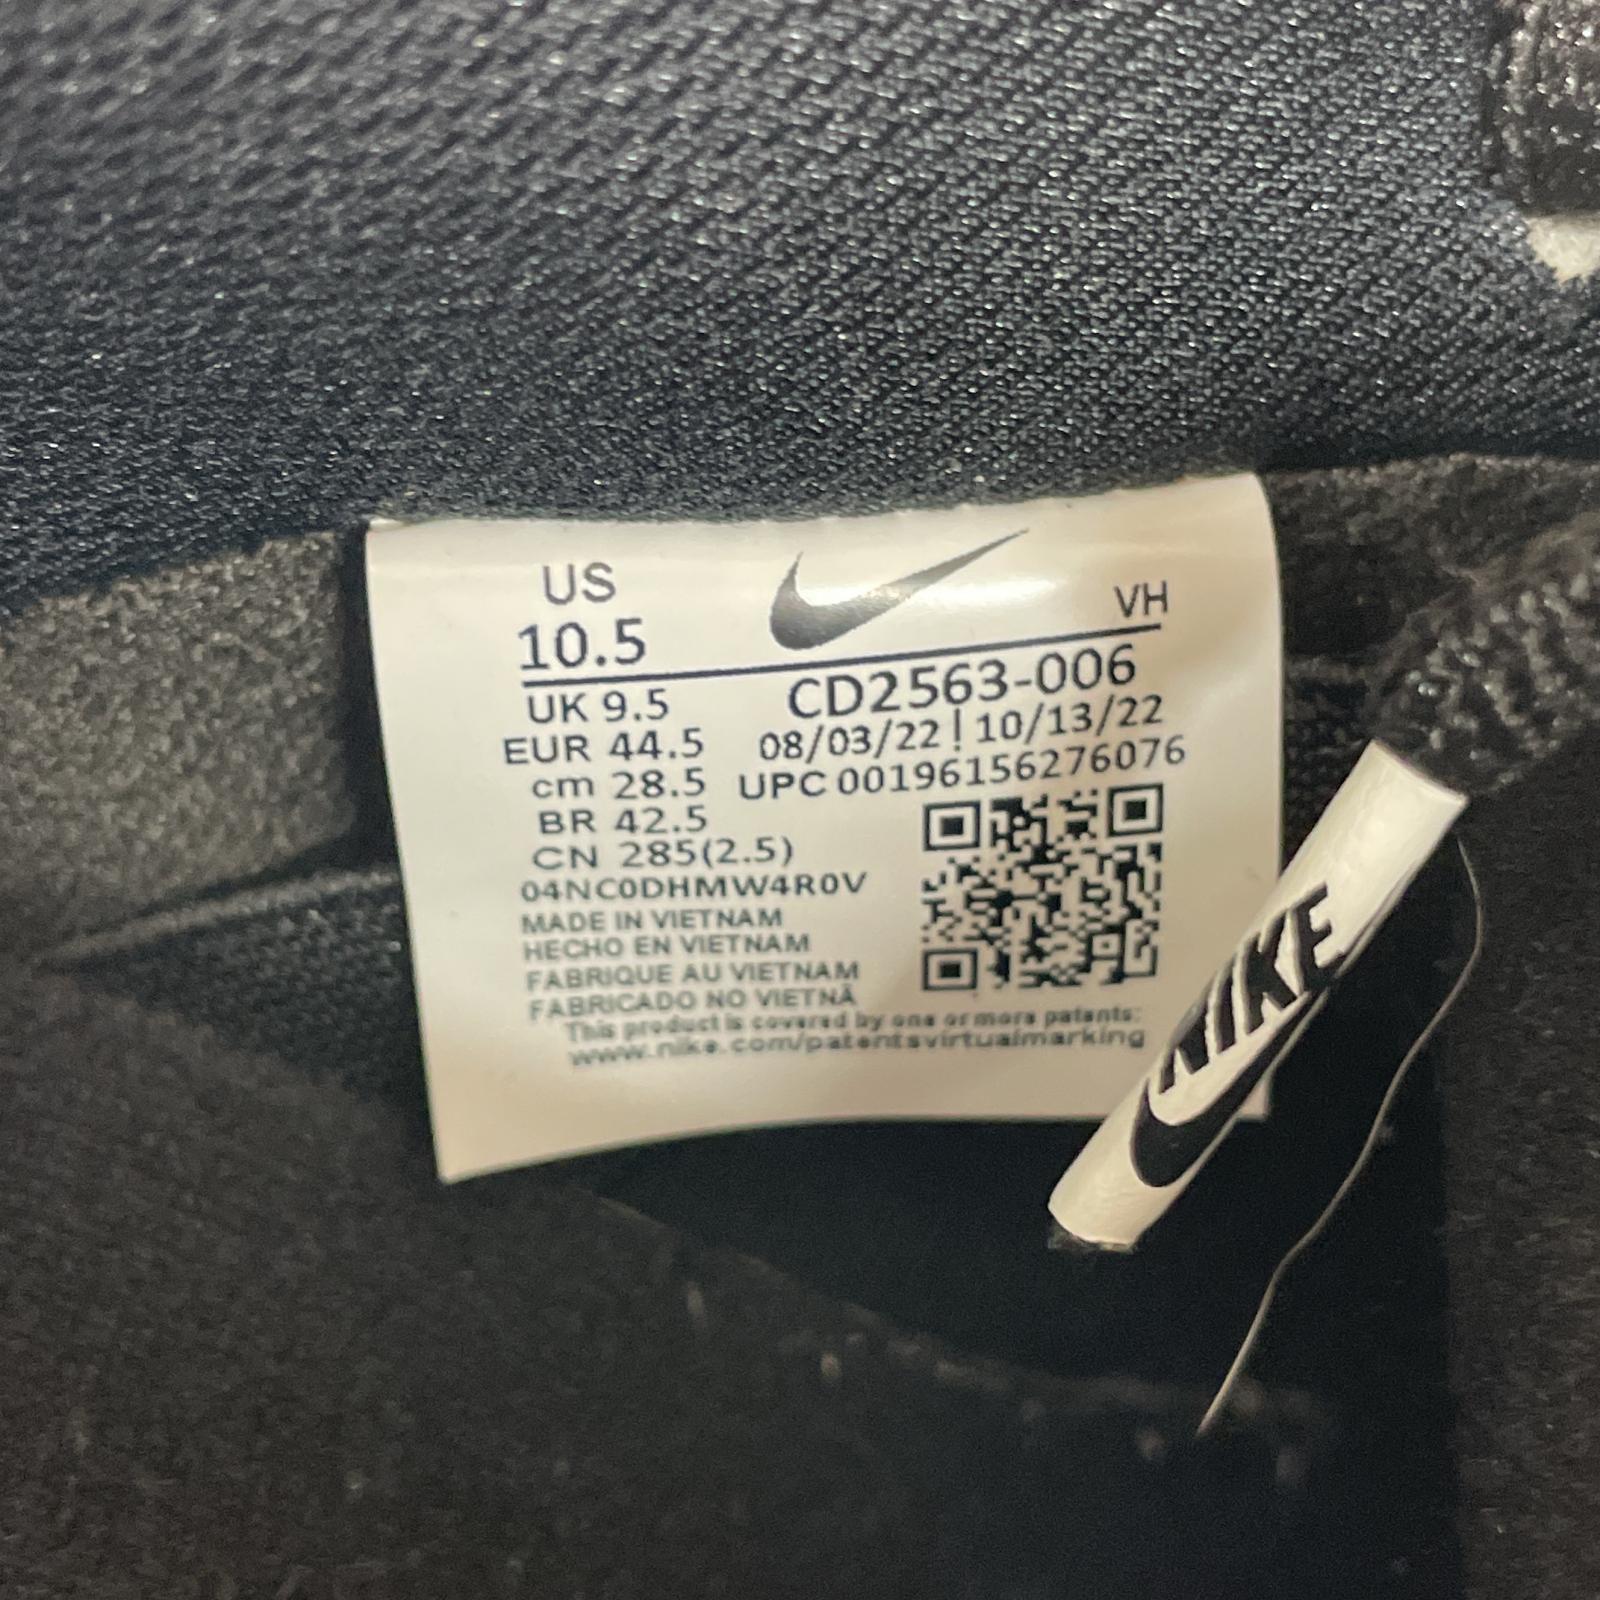 US
10.5
VH
UK 9.5
EUR 44.5
cm 28.5
BR 42.5
CN 285(2.5)
CD2563-006
08/03/22 | 10/13/22
UPC 00196156276076
04NC0DHMW4R0V
MADE IN VIETNAM
HECHO EN VIETNAM
FABRIQUE AU VIETNAM
FABRICADO NO VIETNÃ
This product is covered by one or more patents:
www.nike.com/patentsvirtualmarking
NIKE